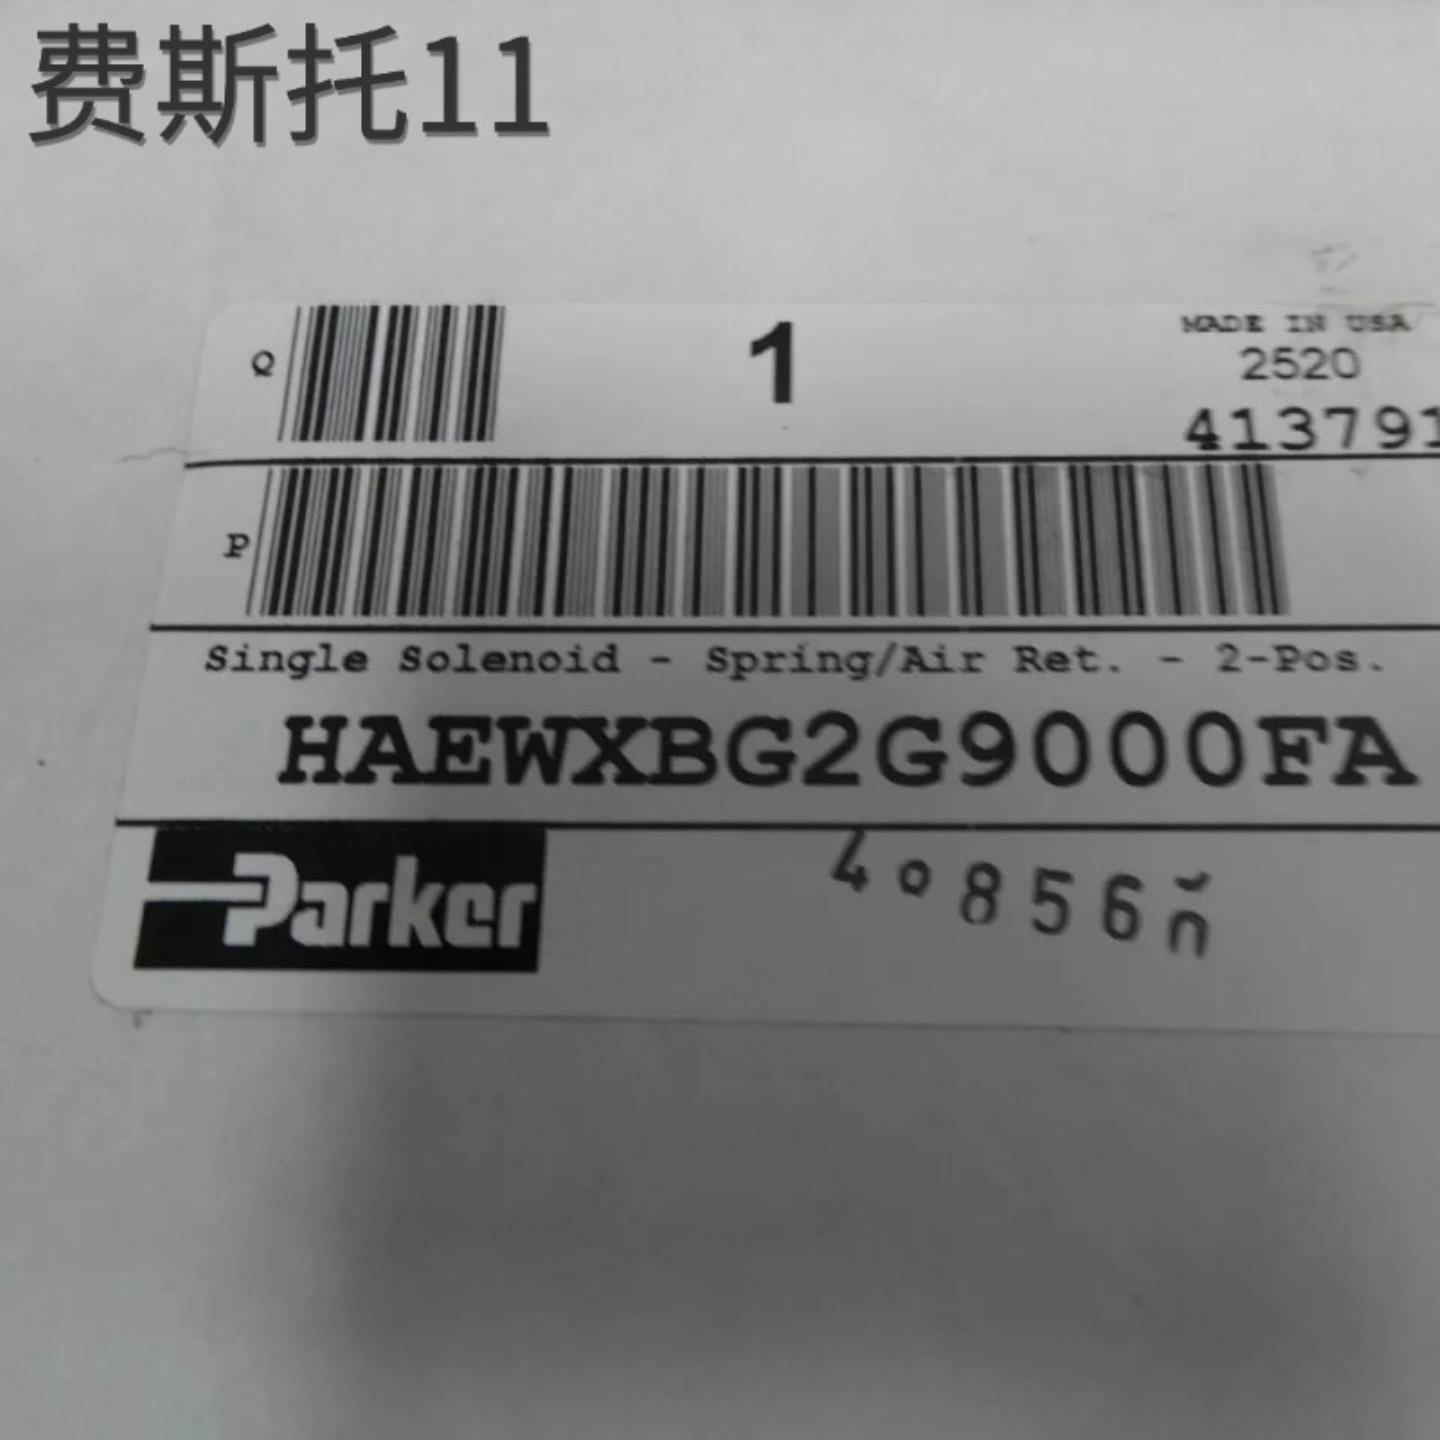 费斯托11
Q
1
MADE IN USA
2520
413791
P
Single Solenoid - Spring/Air Ret. - 2-Pos.
HAEWXBG2G9000FA
Parker
40856